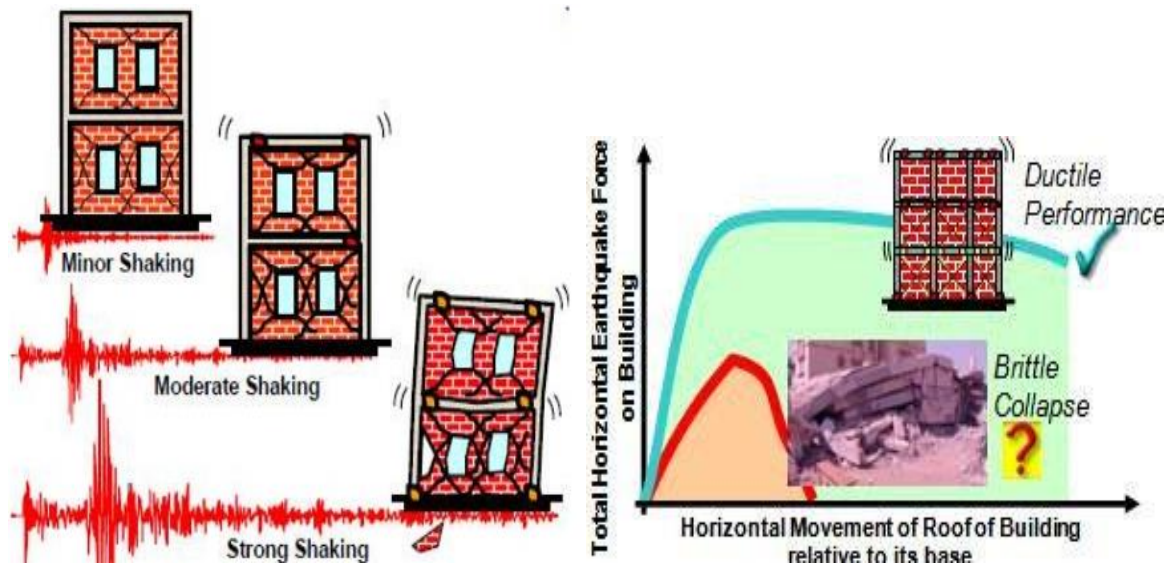 Minor Shaking
Moderate Shaking
Strong Shaking
Total Horizontal Earthquake Force
on Building
Ductile
Performance
Brittle
Collapse
?
Horizontal Movement of Roof of Building
relative to its base